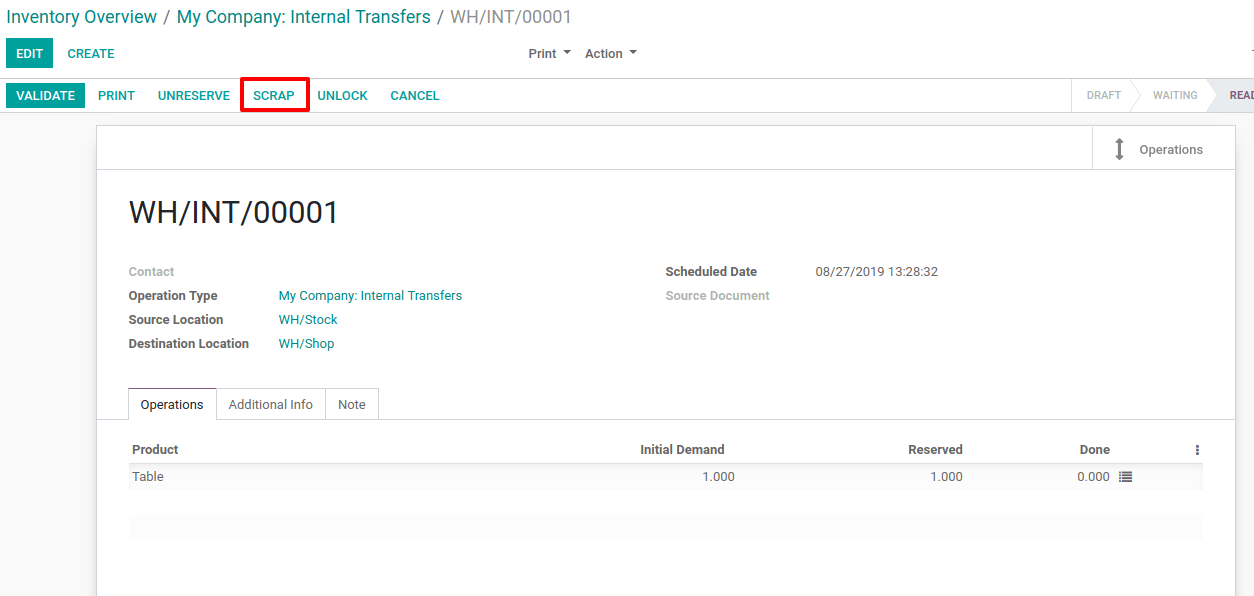 Inventory Overview / My Company: Internal Transfers / WH/INT/00001
EDIT CREATE Print Action
VALIDATE PRINT UNRESERVE SCRAP UNLOCK CANCEL DRAFT WAITING READ
Operations
WH/INT/00001
Contact Scheduled Date 08/27/2019 13:28:32
Operation Type My Company: Internal Transfers Source Document
Source Location WH/Stock
Destination Location WH/Shop
Operations Additional Info Note
Product Initial Demand Reserved Done
Table 1.000 1.000 0.000